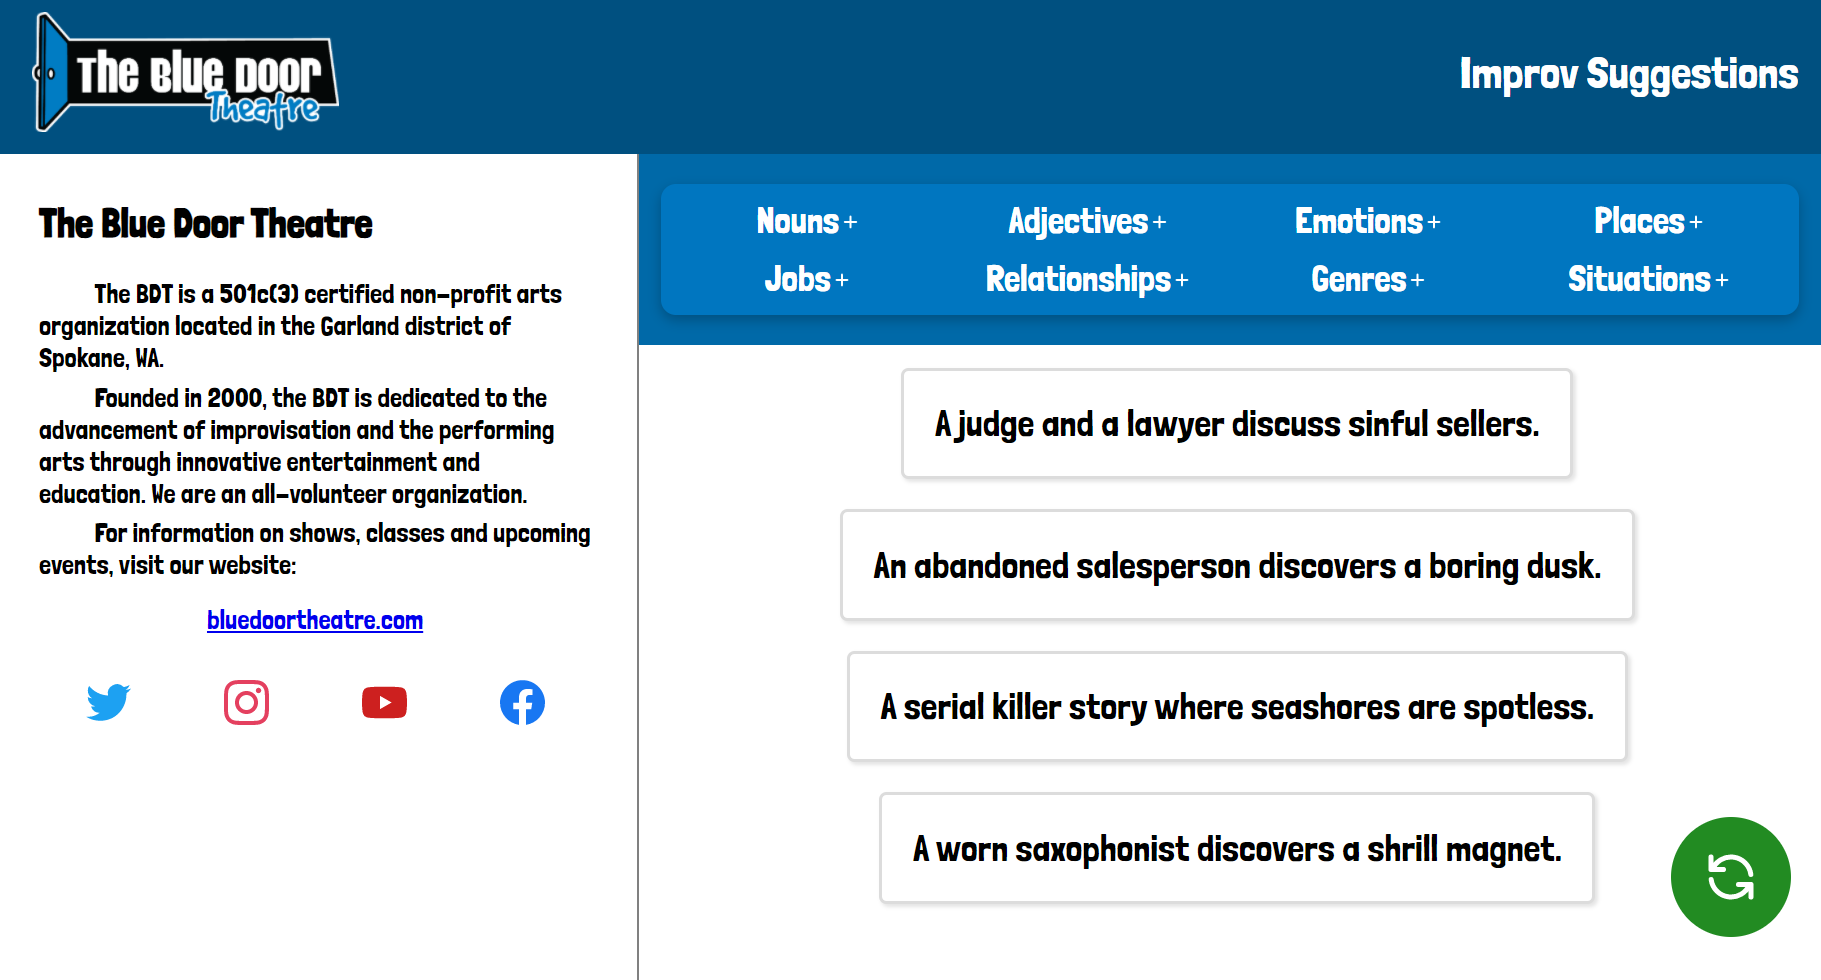 The Blue Door
Theatre
Improv Suggestions
The Blue Door Theatre
The BDT is a 501c(3) certified non-profit arts
organization located in the Garland district of
Spokane, WA.
Founded in 2000, the BDT is dedicated to the
advancement of improvisation and the performing
arts through innovative entertainment and
education. We are an all-volunteer organization.
For information on shows, classes and upcoming
events, visit our website:
bluedoortheatre.com
Nouns + Adjectives + Emotions + Places +
Jobs + Relationships + Genres + Situations +
A judge and a lawyer discuss sinful sellers.
An abandoned salesperson discovers a boring dusk.
A serial killer story where seashores are spotless.
A worn saxophonist discovers a shrill magnet.